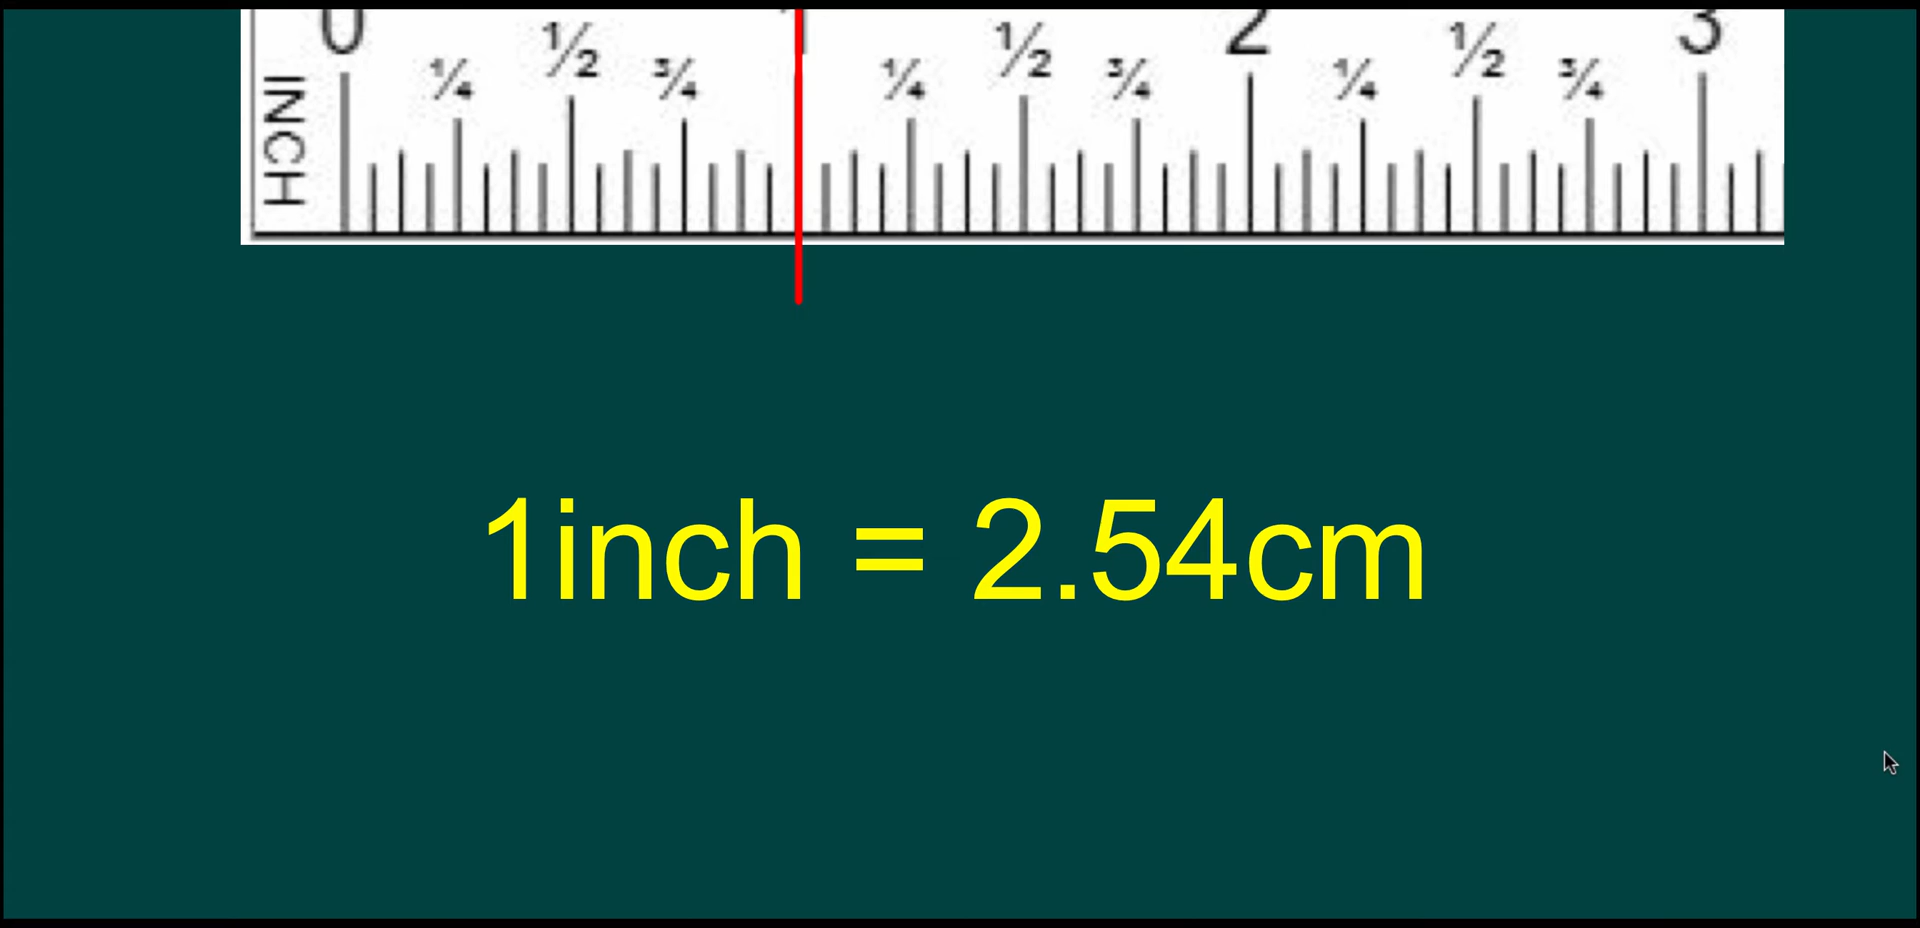 0 1 2 3
¼ ½ ¾ ¼ ½ ¾ ¼ ½ ¾
INCH
1inch = 2.54cm